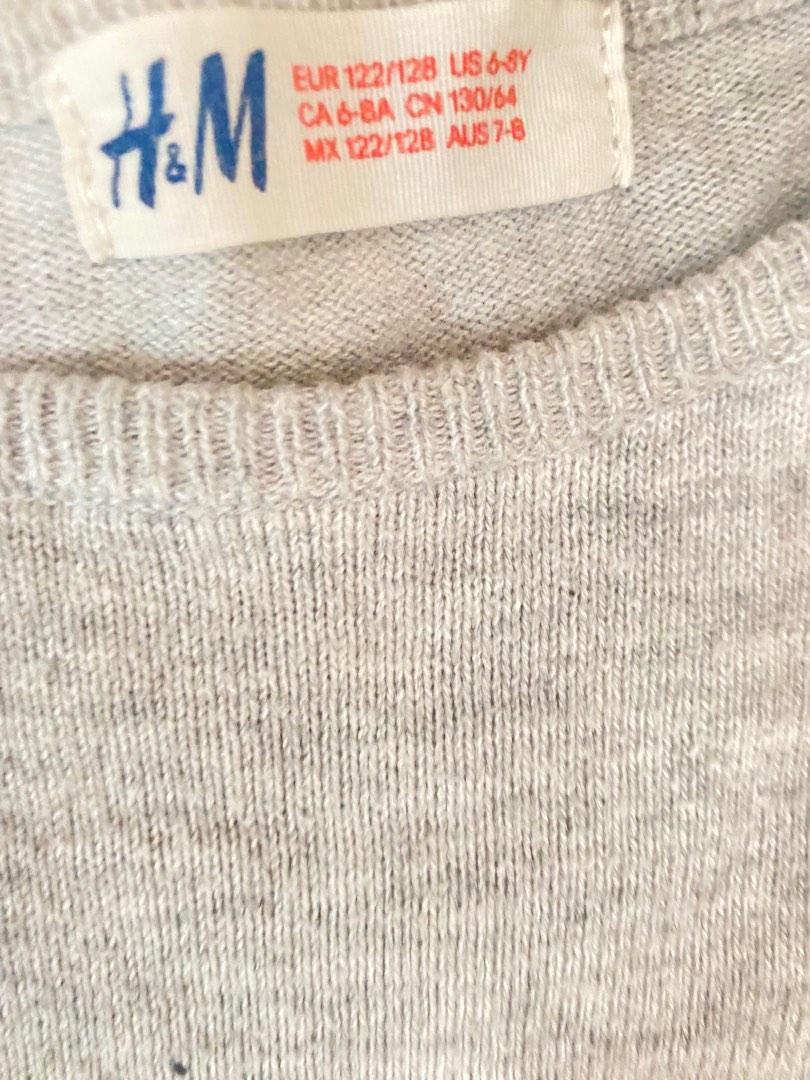 H&M
EUR 122/128 US 6-8Y
CA 6-8A CN 130/64
MX 122/128 AUS 7-8